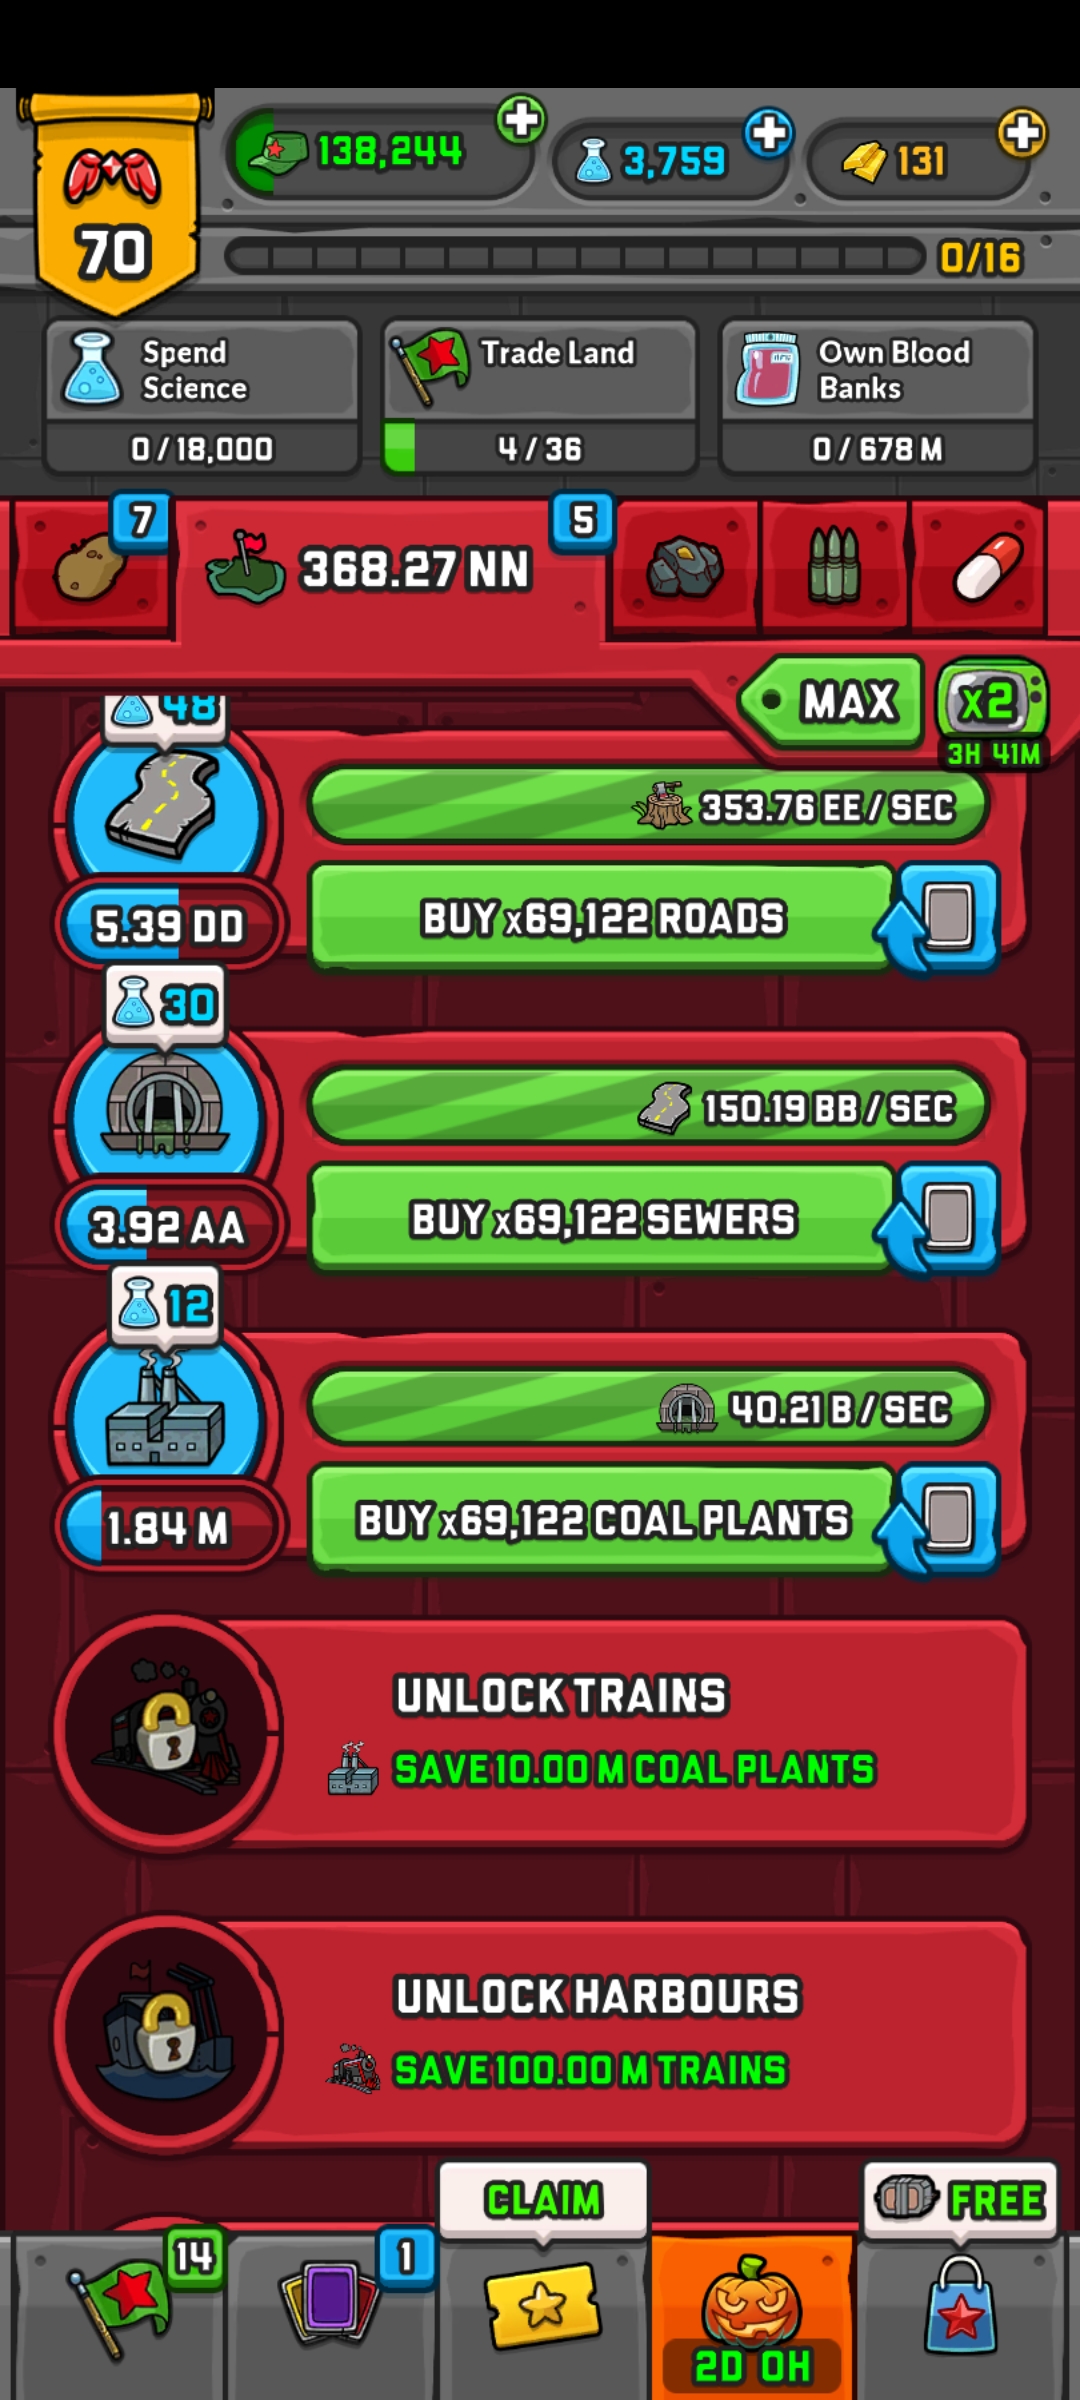 138,244
3,759
131
70
0/16
Spend
Science
0 / 18,000
Trade Land
4 / 36
Own Blood
Banks
0 / 678 M
7
368.27 NN
5
MAX
x2
3H 41M
48
353.76 EE / SEC
BUY x69,122 ROADS
5.39 DD
30
150.19 BB / SEC
BUY x69,122 SEWERS
3.92 AA
12
40.21 B / SEC
BUY x69,122 COAL PLANTS
1.84 M
UNLOCK TRAINS
SAVE 10.00 M COAL PLANTS
UNLOCK HARBOURS
SAVE 100.00 M TRAINS
CLAIM
FREE
14
1
2D 0H